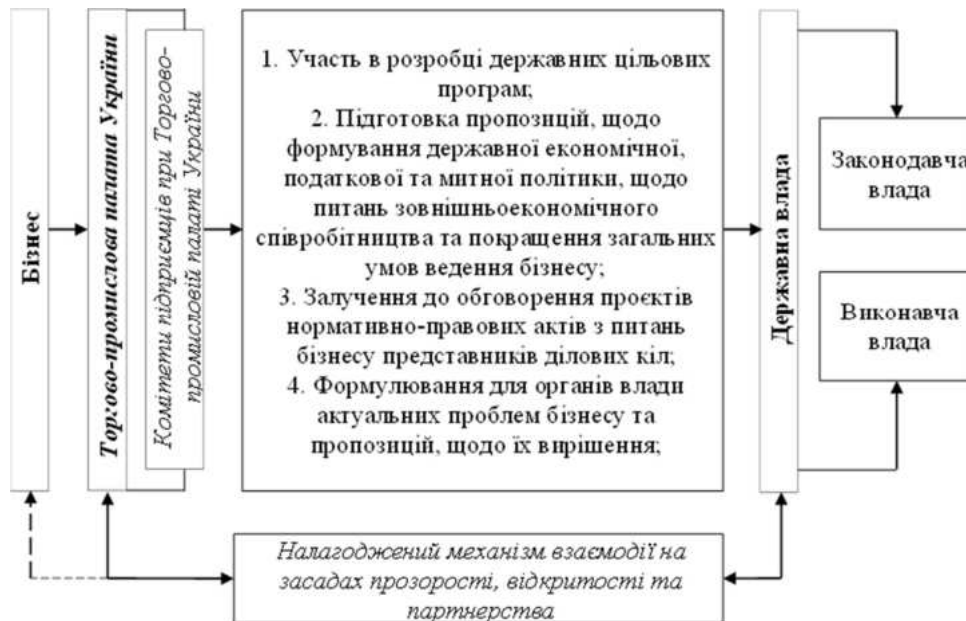 Бізнес
Торгово-промислова палата України
Комітети підприємців при Торгово-
промисловій палаті України
1. Участь в розробці державних цільових
програм;
2. Підготовка пропозицій, щодо
формування державної економічної,
податкової та митної політики, щодо
питань зовнішньоекономічного
співробітництва та покращення загальних
умов ведення бізнесу;
3. Залучення до обговорення проєктів
нормативно-правових актів з питань
бізнесу представників ділових кіл;
4. Формулювання для органів влади
актуальних проблем бізнесу та
пропозицій, щодо їх вирішення;
Державна влада
Законодавча
влада
Виконавча
влада
Налагоджений механізм взаємодії на
засадах прозорості, відкритості та
партнерства